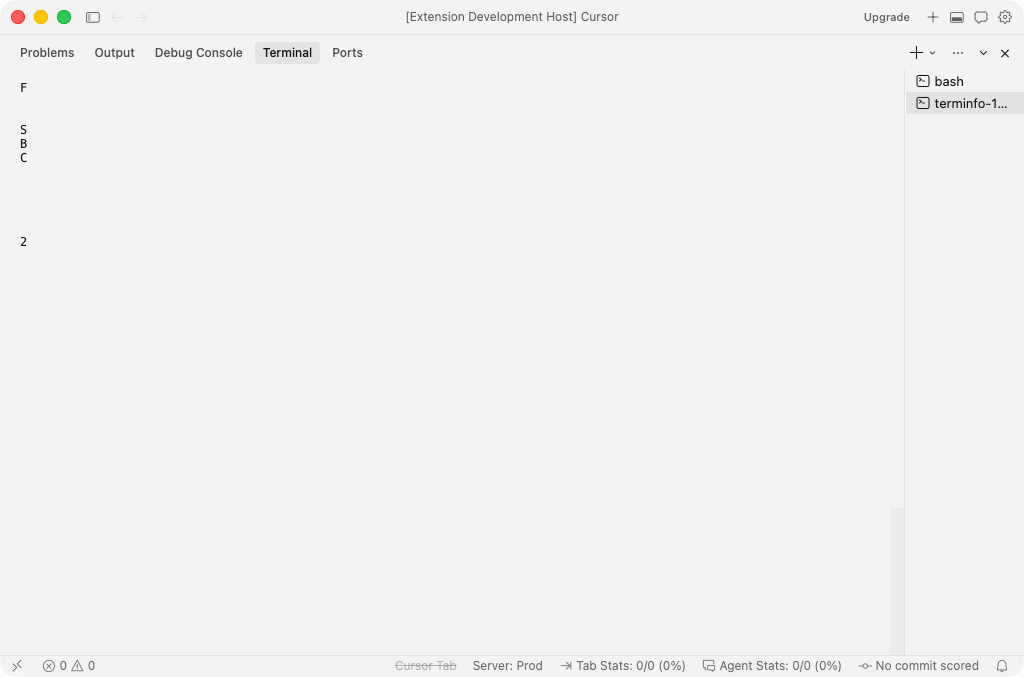 [Extension Development Host] Cursor
Upgrade
Problems Output Debug Console Terminal Ports
F
S
B
C
2
bash
terminfo-1...
0 0
Cursor Tab Server: Prod Tab Stats: 0/0 (0%) Agent Stats: 0/0 (0%) No commit scored